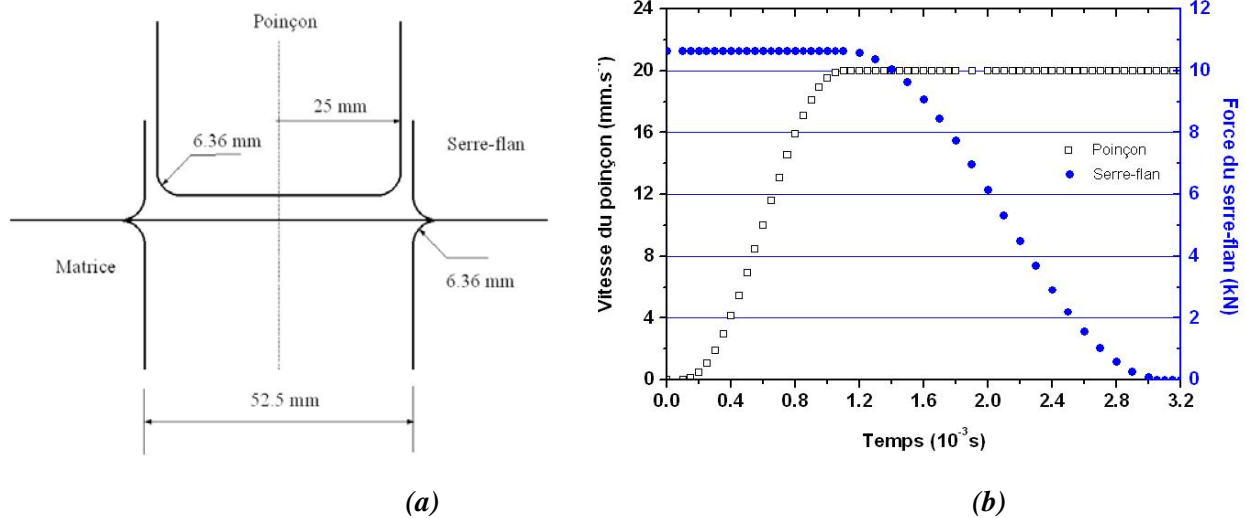 Poinçon
25 mm
6.36 mm
Serre-flan
Matrice
6.36 mm
52.5 mm
(a)
24
20
16
12
8
4
0
Vitesse du poinçon (mm.s⁻¹)
12
10
8
6
4
2
0
Force du serre-flan (kN)
Poinçon
Serre-flan
0.0 0.4 0.8 1.2 1.6 2.0 2.4 2.8 3.2
Temps (10⁻³s)
(b)